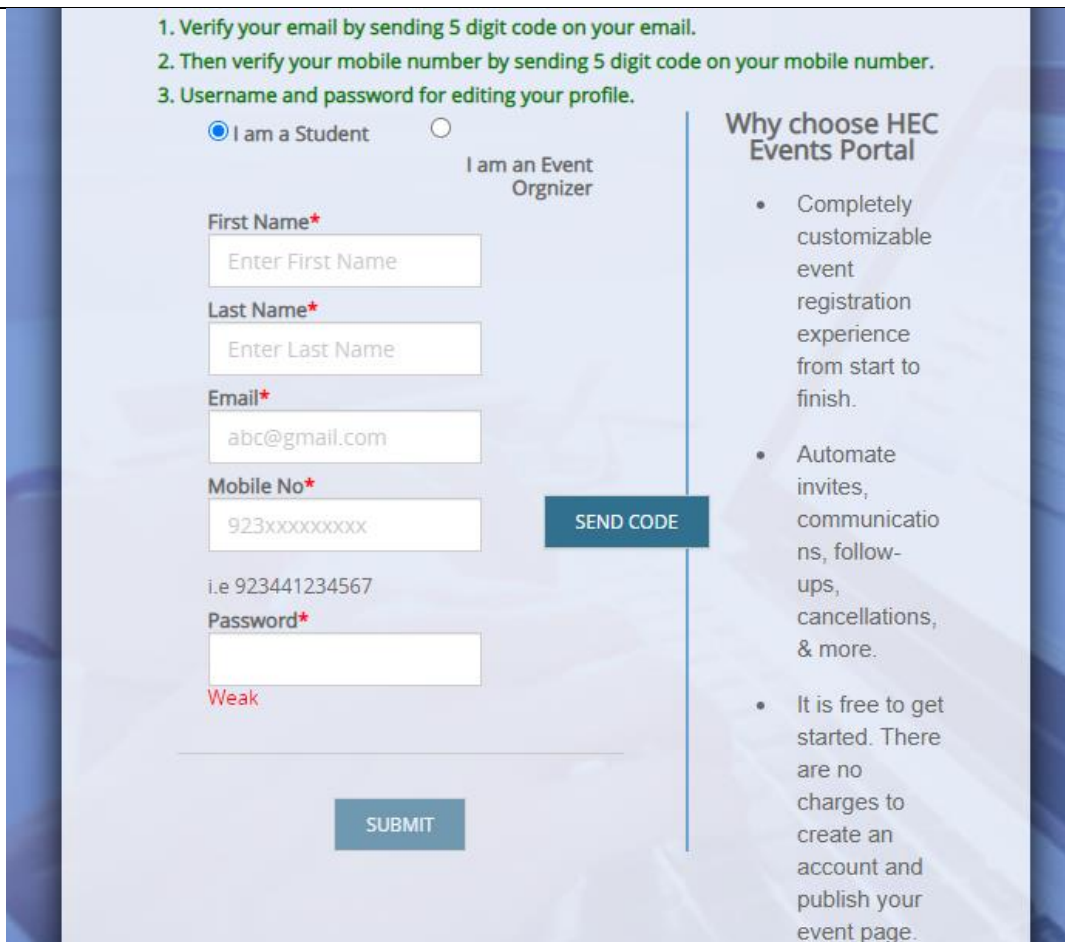 1. Verify your email by sending 5 digit code on your email.
2. Then verify your mobile number by sending 5 digit code on your mobile number.
3. Username and password for editing your profile.
I am a Student
I am an Event
Orgnizer
First Name*
Enter First Name
Last Name*
Enter Last Name
Email*
abc@gmail.com
Mobile No*
923xxxxxxxxx
SEND CODE
i.e 923441234567
Password*
Weak
SUBMIT
Why choose HEC
Events Portal
• Completely
customizable
event
registration
experience
from start to
finish.
• Automate
invites,
communicatio
ns, follow-
ups,
cancellations,
& more.
• It is free to get
started. There
are no
charges to
create an
account and
publish your
event page.